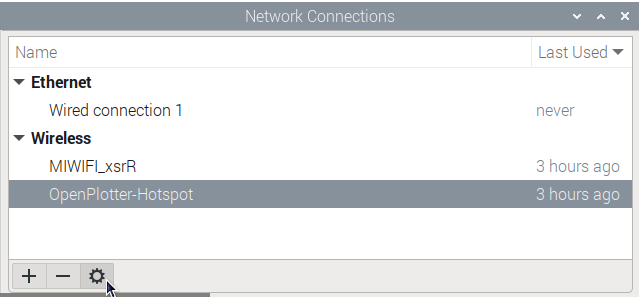 Network Connections
Name Last Used
Ethernet
Wired connection 1 never
Wireless
MIWIFI_xsrR 3 hours ago
OpenPlotter-Hotspot 3 hours ago